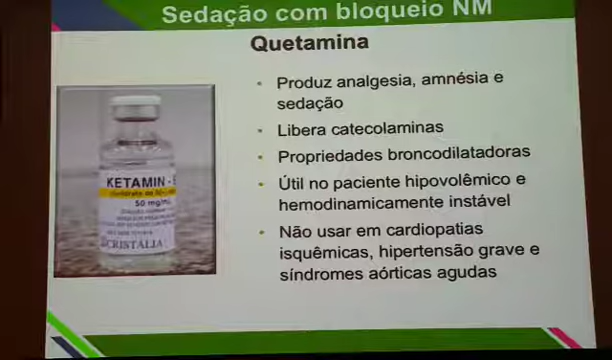 Sedação com bloqueio NM
Quetamina
• Produz analgesia, amnésia e
sedação
• Libera catecolaminas
• Propriedades broncodilatadoras
• Útil no paciente hipovolêmico e
hemodinamicamente instável
• Não usar em cardiopatias
isquêmicas, hipertensão grave e
síndromes aórticas agudas
KETAMIN -
50 mg/mL
CRISTÁLIA